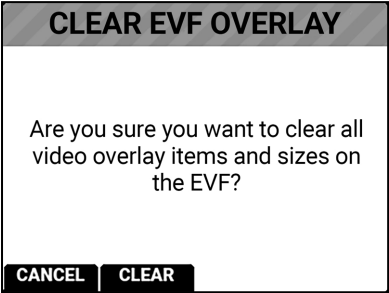 CLEAR EVF OVERLAY
Are you sure you want to clear all
video overlay items and sizes on
the EVF?
CANCEL CLEAR